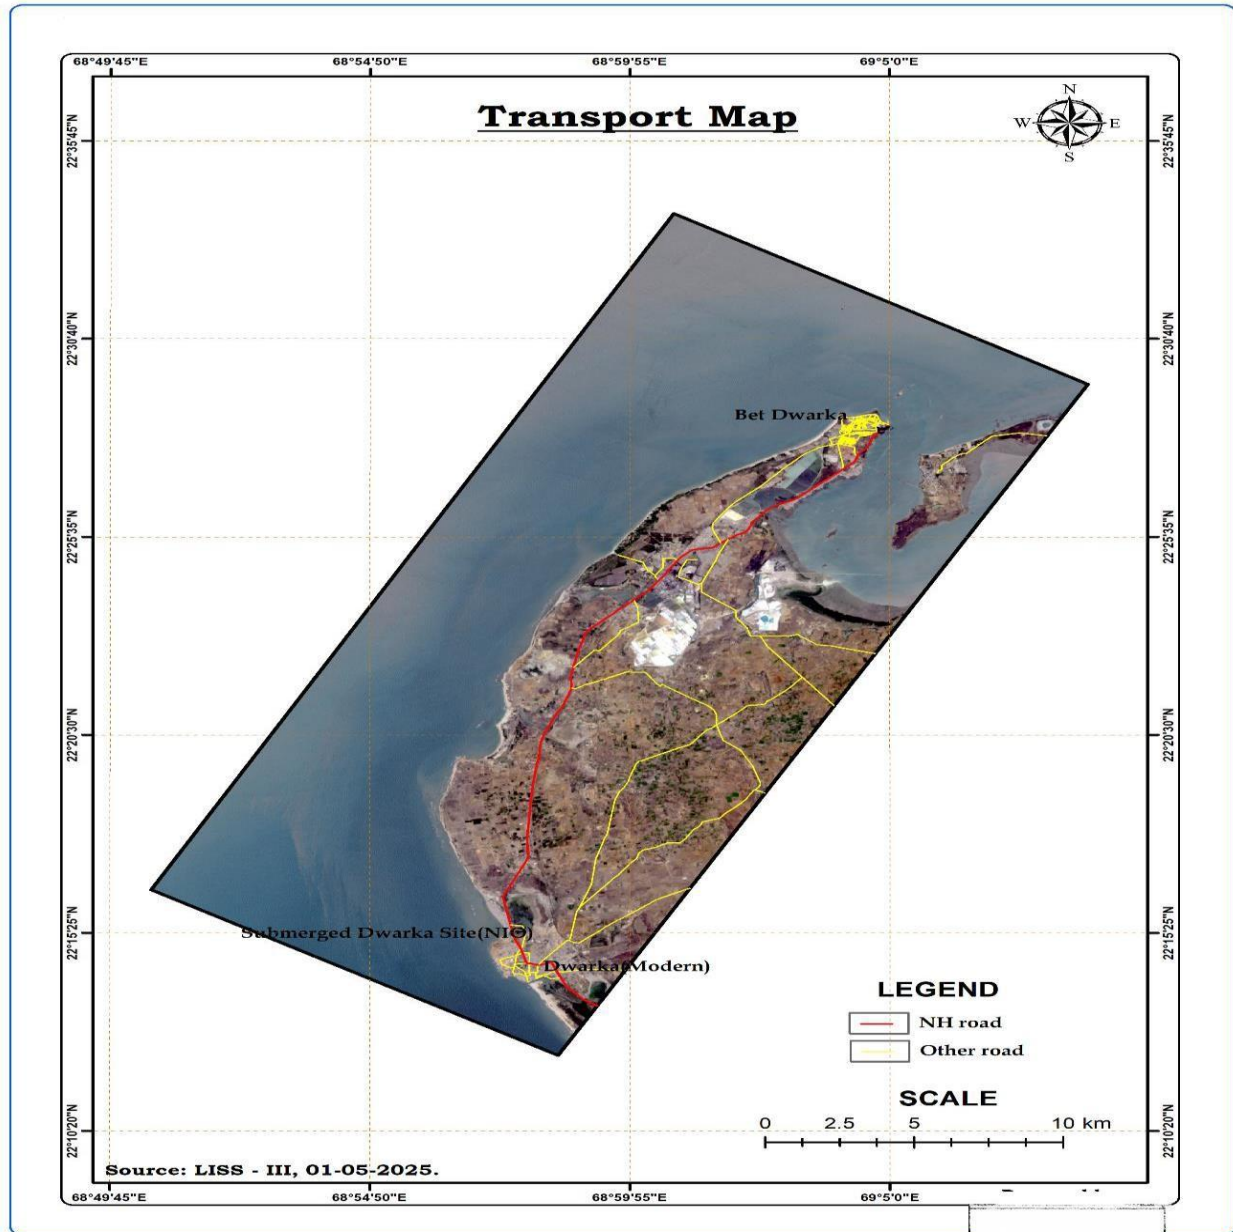 68°49'45"E 68°54'50"E 68°59'55"E 69°5'0"E
Transport Map
N
W E
S
22°35'45"N 22°35'45"N
22°30'40"N 22°30'40"N
Bet Dwarka
22°25'35"N 22°25'35"N
22°20'30"N 22°20'30"N
22°15'25"N 22°15'25"N
Submerged Dwarka Site(NIO)
Dwarka(Modern)
LEGEND
NH road
Other road
SCALE
0 2.5 5 10 km
22°10'20"N 22°10'20"N
Source: LISS - III, 01-05-2025.
68°49'45"E 68°54'50"E 68°59'55"E 69°5'0"E